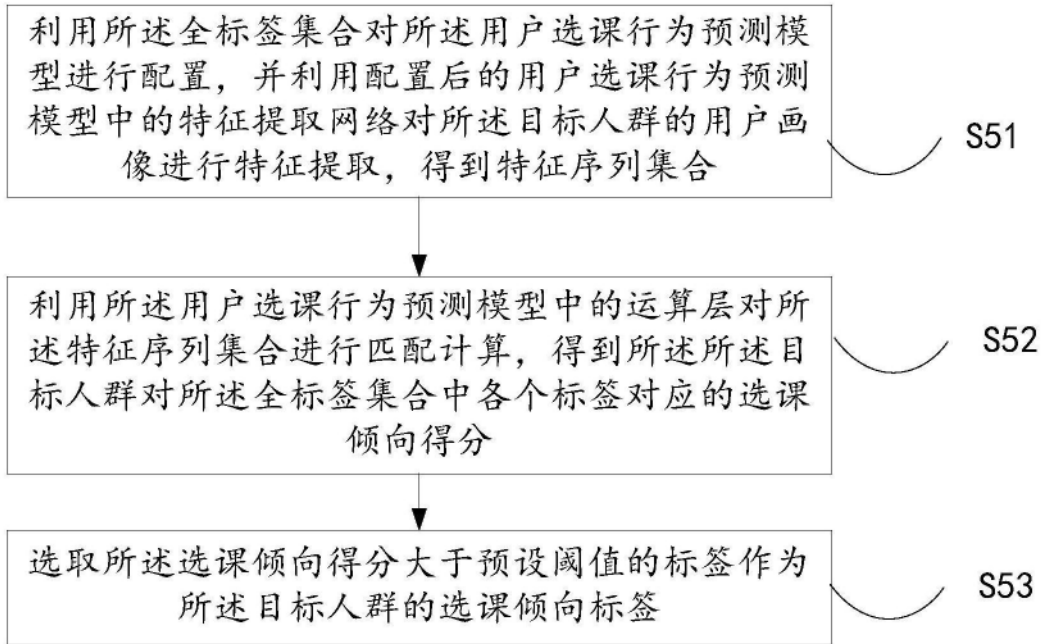 利用所述全标签集合对所述用户选课行为预测模
型进行配置，并利用配置后的用户选课行为预测
模型中的特征提取网络对所述目标人群的用户画
像进行特征提取，得到特征序列集合
S51
利用所述用户选课行为预测模型中的运算层对所
述特征序列集合进行匹配计算，得到所述所述目
标人群对所述全标签集合中各个标签对应的选课
倾向得分
S52
选取所述选课倾向得分大于预设阈值的标签作为
所述目标人群的选课倾向标签
S53